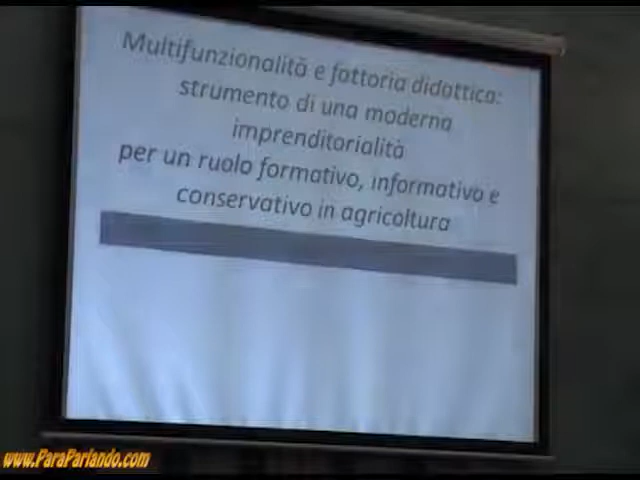 Multifunzionalità e fattoria didattica:
strumento di una moderna
imprenditorialità
per un ruolo formativo, informativo e
conservativo in agricoltura
www.ParaParlando.com